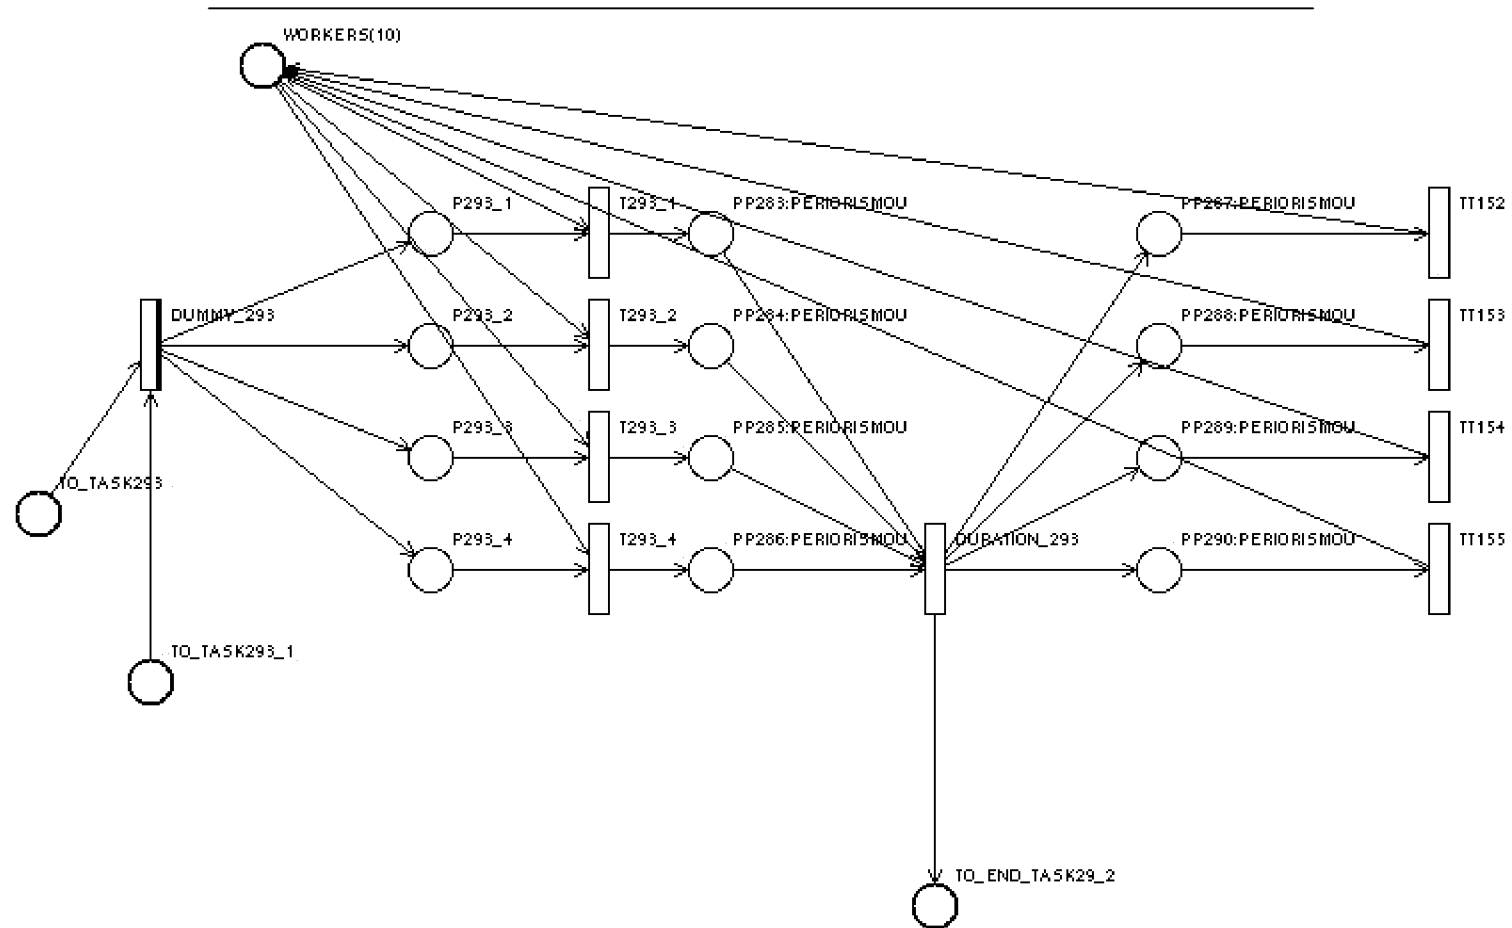 WORKERS(10)
P293_1
T293_1
PP283:PERIORISMOU
PP287:PERIORISMOU
TT152
DUMMY_293
P293_2
T293_2
PP284:PERIORISMOU
PP288:PERIORISMOU
TT153
P293_3
T293_3
PP285:PERIORISMOU
PP289:PERIORISMOU
TT154
TO_TASK293
P293_4
T293_4
PP286:PERIORISMOU
DURATION_293
PP290:PERIORISMOU
TT155
TO_TASK293_1
TO_END_TASK29_2